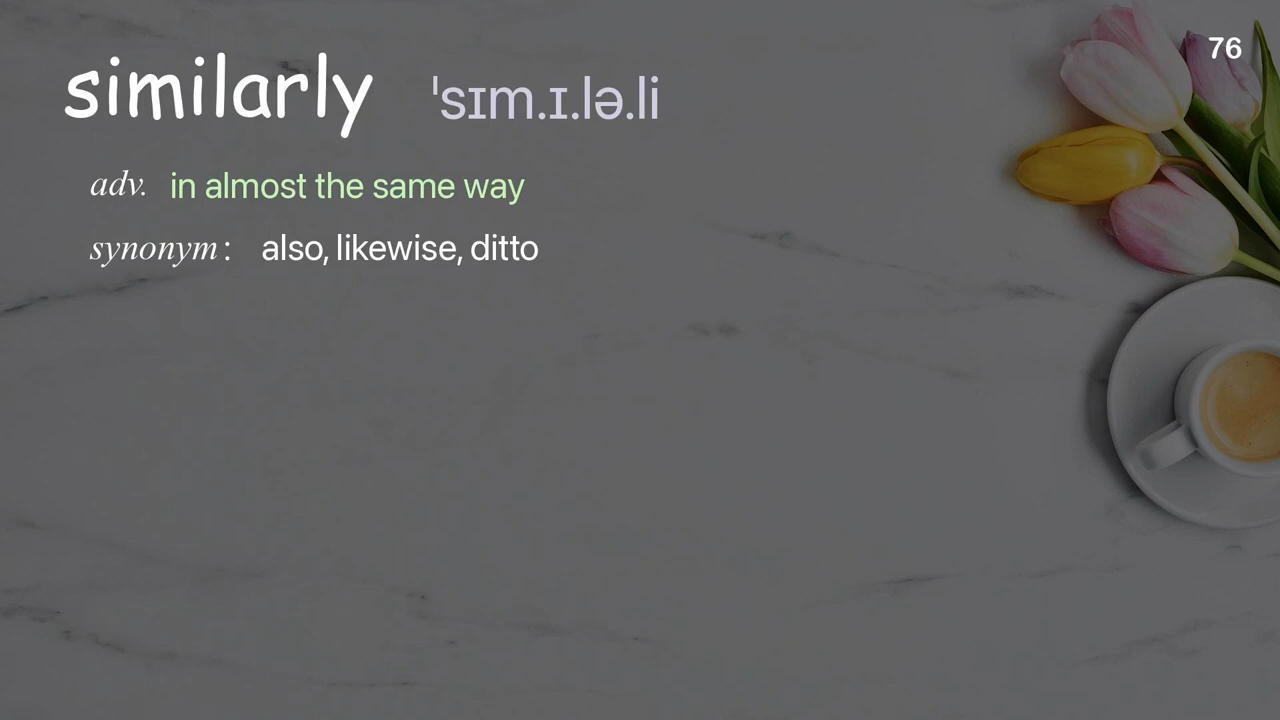 76
similarly ˈsɪm.ɪ.lə.li
adv. in almost the same way
synonym: also, likewise, ditto